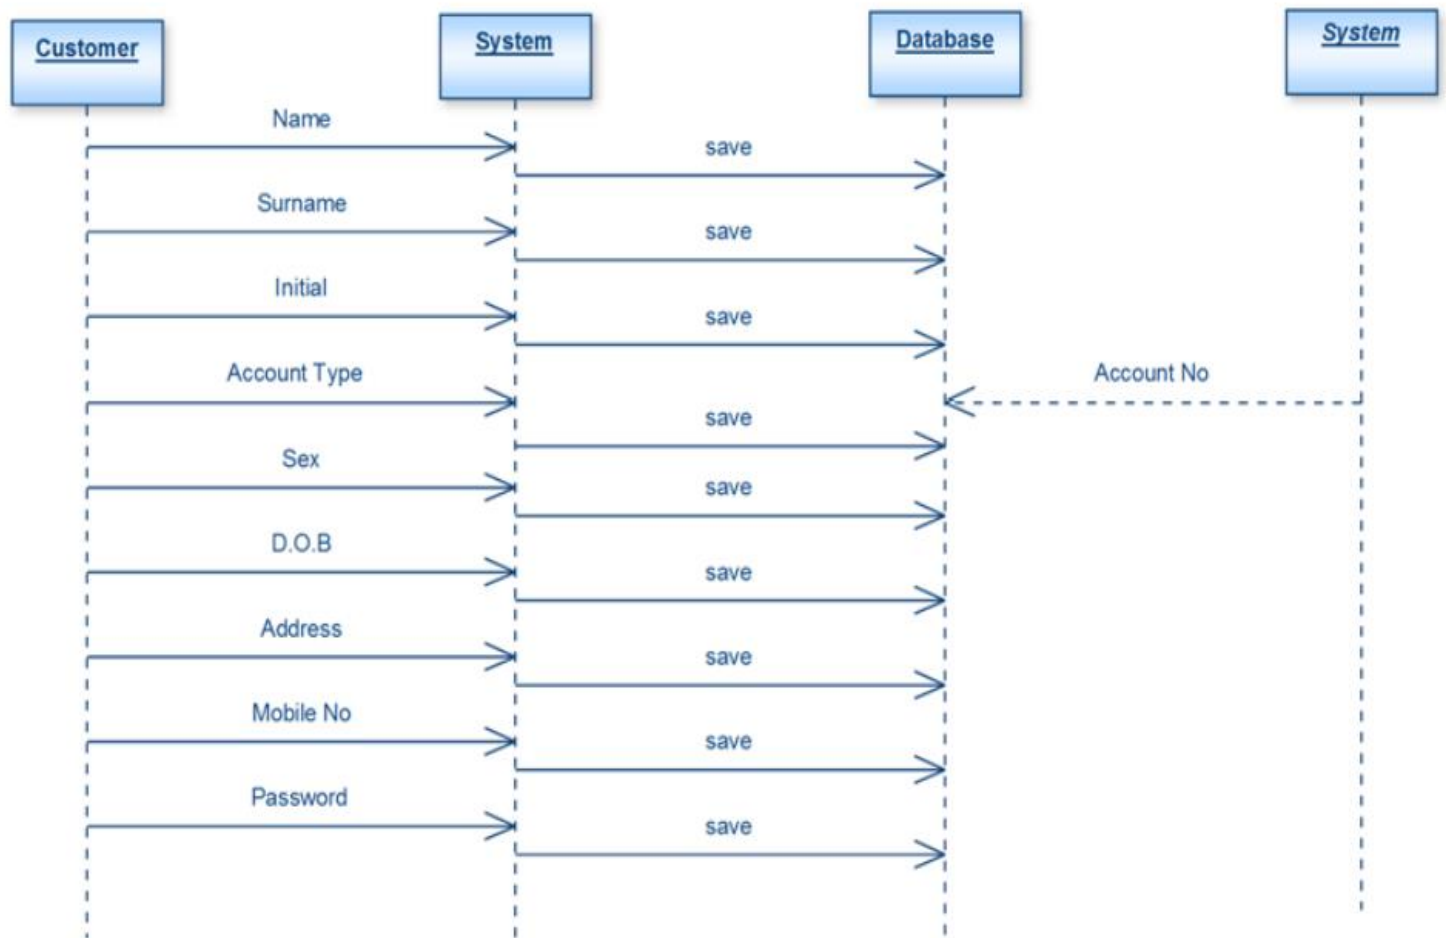 Customer
System
Database
System
Name
save
Surname
save
Initial
save
Account Type
Account No
save
Sex
save
D.O.B
save
Address
save
Mobile No
save
Password
save